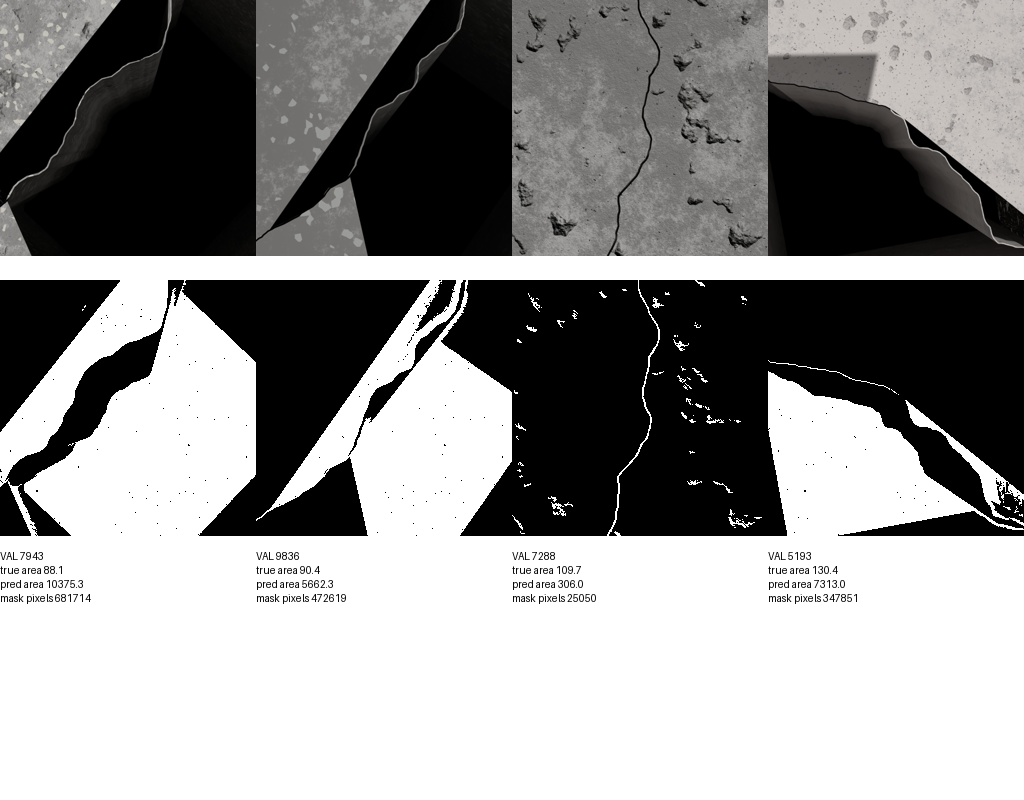 VAL 7943
true area 88.1
pred area 10375.3
mask pixels 681714
VAL 9836
true area 90.4
pred area 5662.3
mask pixels 472619
VAL 7288
true area 109.7
pred area 306.0
mask pixels 25050
VAL 5193
true area 130.4
pred area 7313.0
mask pixels 347851